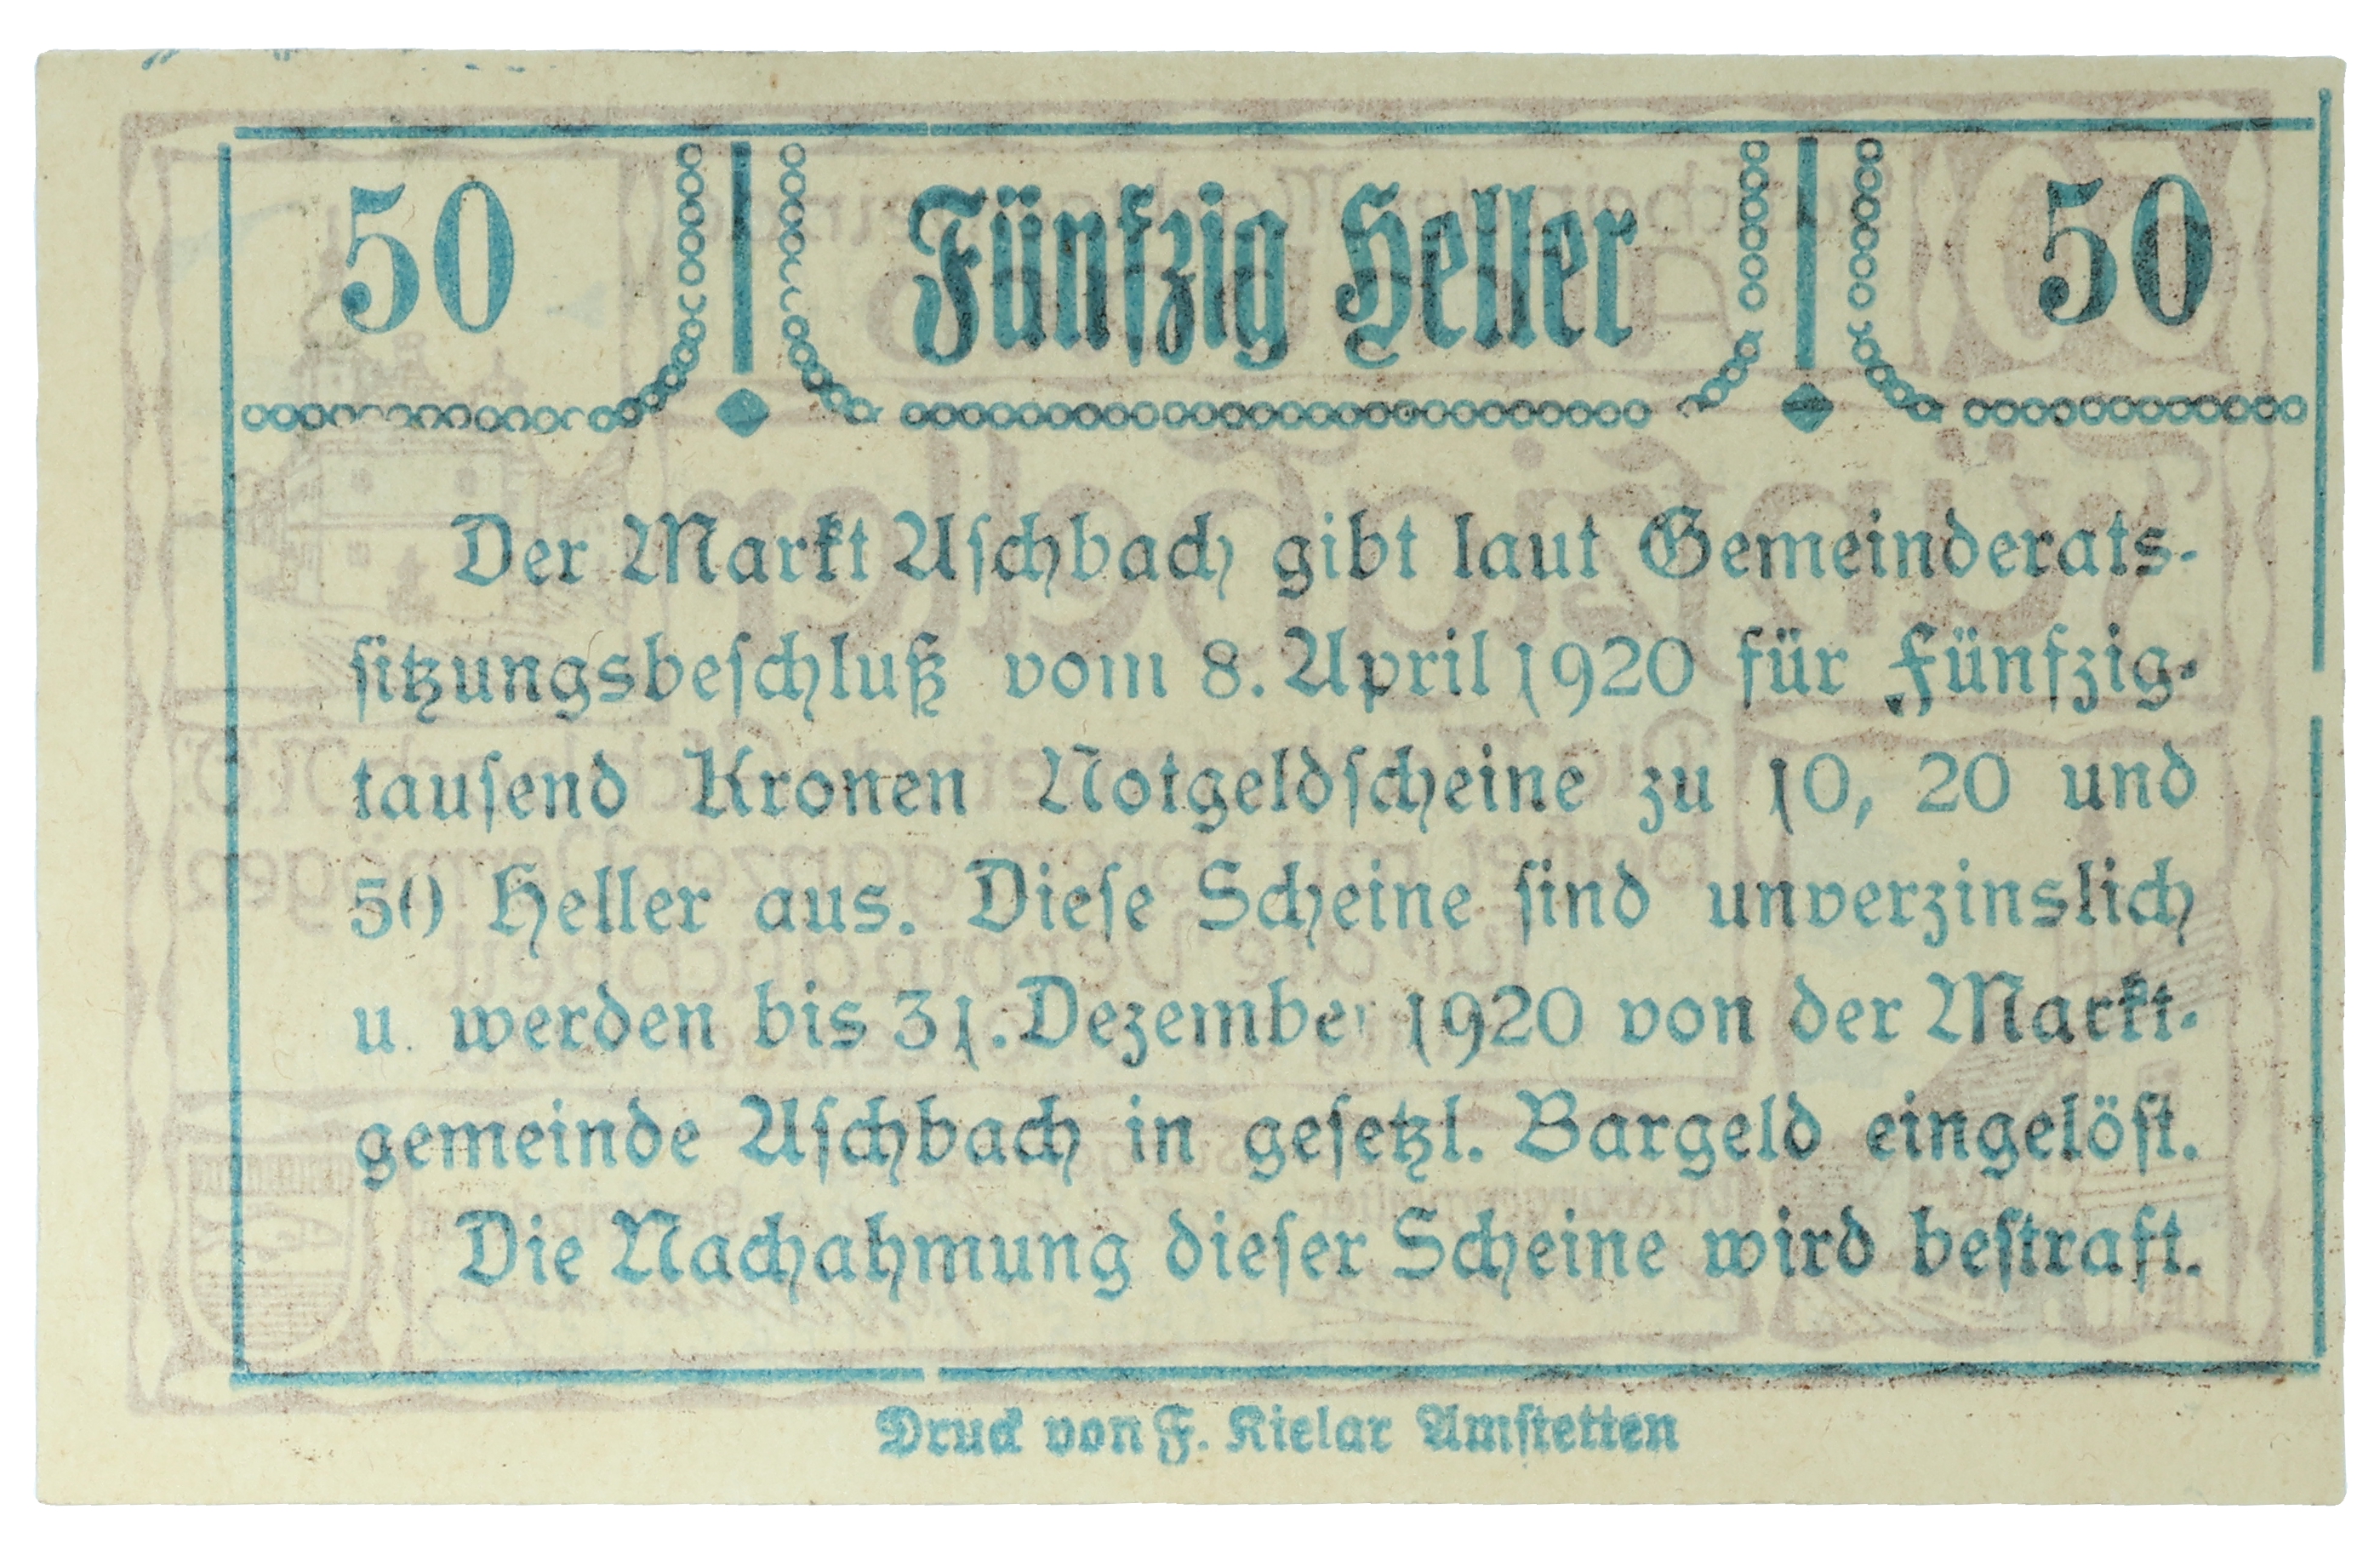 50 Fünfzig Heller 50
Der Markt Aschbach gibt laut Gemeinderats-
sitzungsbeschluß vom 8. April 1920 für Fünfzig-
tausend Kronen Notgeldscheine zu 10, 20 und
50 Heller aus. Diese Scheine sind unverzinslich
u. werden bis 31. Dezember 1920 von der Markt-
gemeinde Aschbach in gesetzl. Bargeld eingelöst.
Die Nachahmung dieser Scheine wird bestraft.
Druck von F. Kielar Amstetten